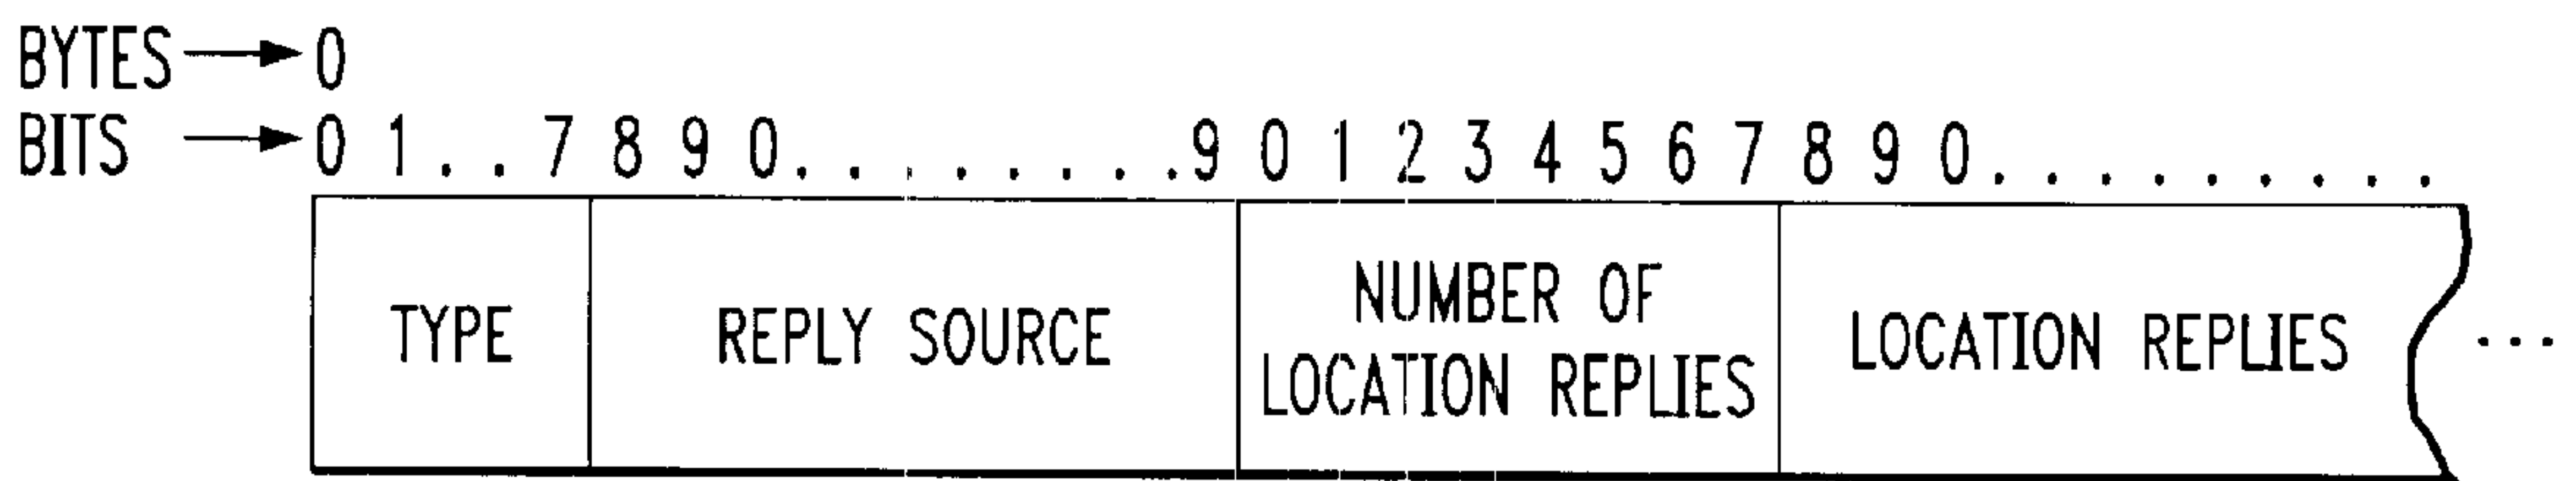 BYTES → 0
BITS → 0 1 . . 7 8 9 0 . . . . . . . . 9 0 1 2 3 4 5 6 7 8 9 0 . . . . . . . . .
TYPE
REPLY SOURCE
NUMBER OF
LOCATION REPLIES
LOCATION REPLIES
...